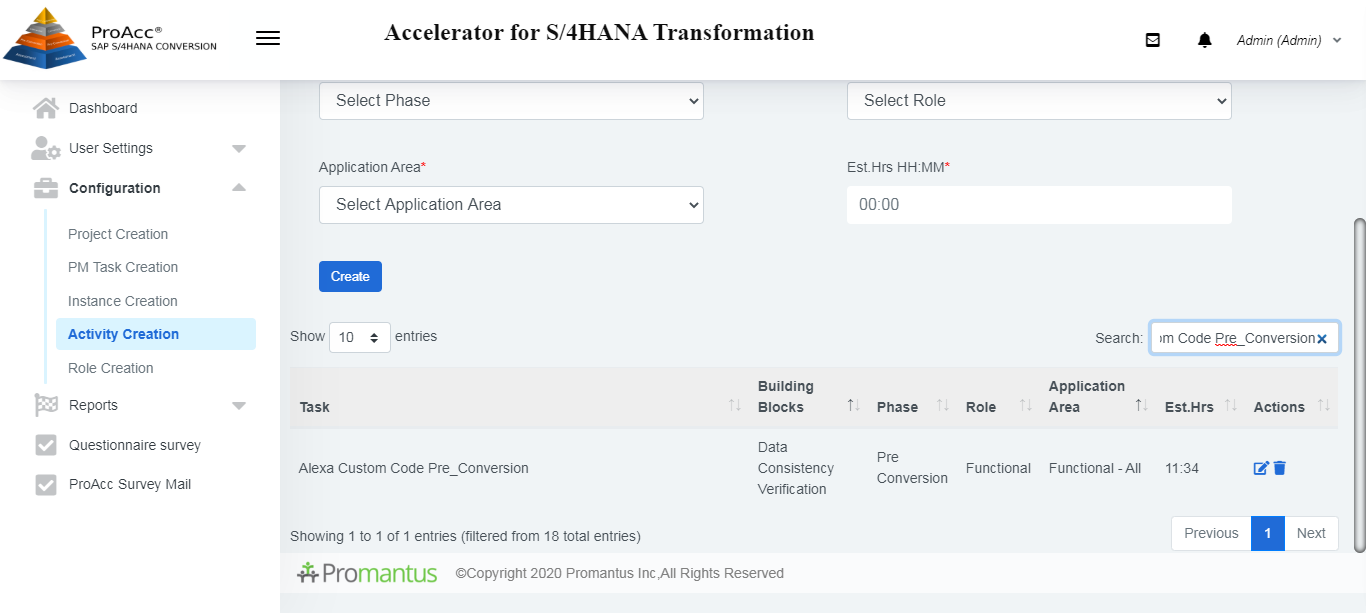 ProAcc®
SAP S/4HANA CONVERSION
Accelerator for S/4HANA Transformation
Admin (Admin)
Dashboard
User Settings
Configuration
Project Creation
PM Task Creation
Instance Creation
Activity Creation
Role Creation
Reports
Questionnaire survey
ProAcc Survey Mail
Select Phase
Select Role
Application Area*
Est.Hrs HH:MM*
Select Application Area
00:00
Create
Show 10 entries
Search: om Code Pre_Conversion
Task
Building
Blocks
Phase
Role
Application
Area
Est.Hrs
Actions
Alexa Custom Code Pre_Conversion
Data
Consistency
Verification
Pre
Conversion
Functional
Functional - All
11:34
Showing 1 to 1 of 1 entries (filtered from 18 total entries)
Previous 1 Next
Promantus
©Copyright 2020 Promantus Inc,All Rights Reserved